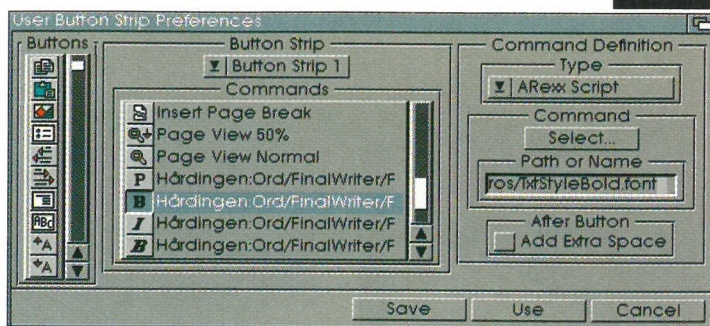 User Button Strip Preferences
Buttons
Button Strip
Button Strip 1
Commands
Insert Page Break
Page View 50%
Page View Normal
P Hårdingen:Ord/FinalWriter/F
B Hårdingen:Ord/FinalWriter/F
I Hårdingen:Ord/FinalWriter/F
B Hårdingen:Ord/FinalWriter/F
ABC
A
A
Command Definition
Type
ARexx Script
Command
Select...
Path or Name
ros/TxtStyleBold.font
After Button
Add Extra Space
Save
Use
Cancel